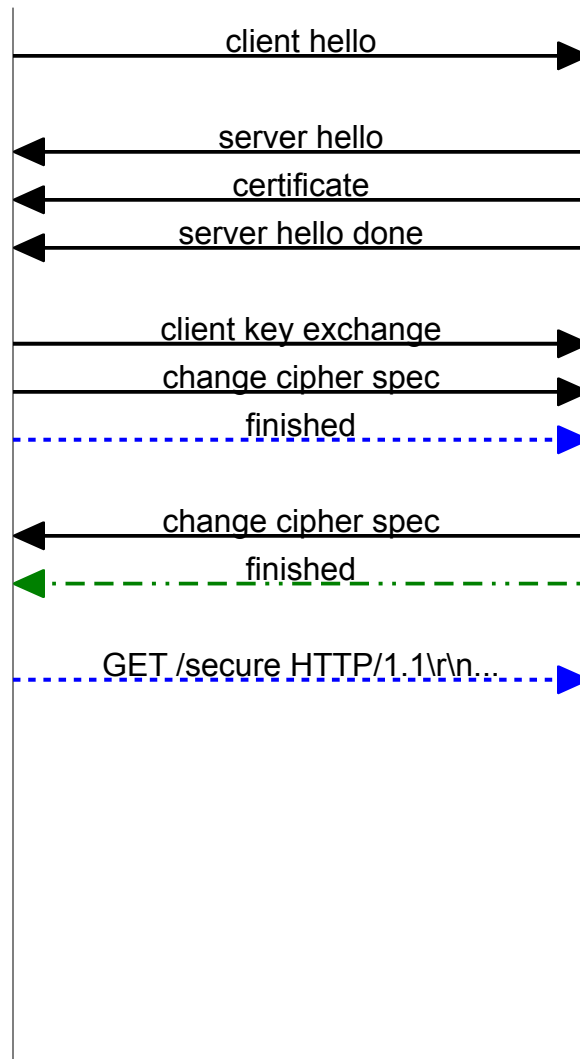 client hello
server hello
certificate
server hello done
client key exchange
change cipher spec
finished
change cipher spec
finished
GET /secure HTTP/1.1\r\n...